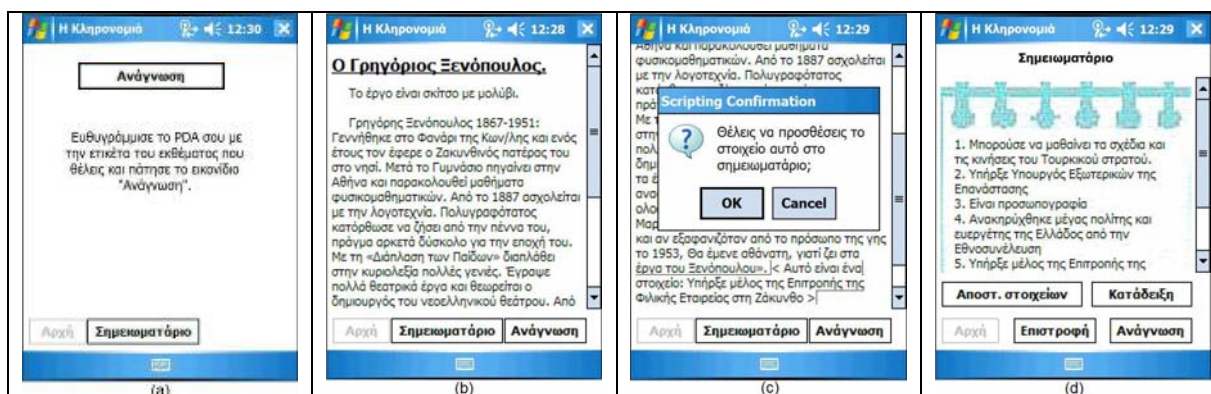 Η Κληρονομιά 12:30
Ανάγνωση
Ευθυγράμμισε το PDA σου με
την ετικέτα του εκθέματος που
θέλεις και πάτησε το εικονίδιο
"Ανάγνωση".
Αρχή Σημειωματάριο
(a)
Η Κληρονομιά 12:28
Ο Γρηγόριος Ξενόπουλος.
Το έργο είναι σκίτσο με μολύβι.
Γρηγόρης Ξενόπουλος 1867-1951:
Γεννήθηκε στο Φανάρι της Κων/λης και ενός
έτους τον έφερε ο Ζακυνθινός πατέρας του
στο νησί. Μετά το Γυμνάσιο πηγαίνει στην
Αθήνα και παρακολουθεί μαθήματα
φυσικομαθηματικών. Από το 1887 ασχολείται
με την λογοτεχνία. Πολυγραφότατος
κατόρθωσε να ζήσει από την πέννα του,
πράγμα αρκετά δύσκολο για την εποχή του.
Με τη «Διάπλαση των Παίδων» διαπλάθει
στην κυριολεξία πολλές γενιές. Έγραψε
πολλά θεατρικά έργα και θεωρείται ο
δημιουργός του νεοελληνικού θεάτρου. Από
Αρχή Σημειωματάριο Ανάγνωση
(b)
Η Κληρονομιά 12:29
Αθήνα και παρακολουθεί μαθήματα
φυσικομαθηματικών. Από το 1887 ασχολείται
με την λογοτεχνία. Πολυγραφότατος
Scripting Confirmation
Θέλεις να προσθέσεις το
στοιχείο αυτό στο
σημειωματάριο;
OK Cancel
και αν εξαφανιζόταν από το πρόσωπο της γης
το 1953, Θα έμενε αθάνατη, γιατί ζει στα
έργα του Ξενόπουλου». < Αυτό είναι ένα
στοιχείο: Υπήρξε μέλος της Επιτροπής της
Φιλικής Εταιρείας στη Ζάκυνθο >
Αρχή Σημειωματάριο Ανάγνωση
(c)
Η Κληρονομιά 12:29
Σημειωματάριο
1. Μπορούσε να μαθαίνει τα σχέδια και
τις κινήσεις του Τουρκικού στρατού.
2. Υπήρξε Υπουργός Εξωτερικών της
Επανάστασης
3. Είναι προσωπογραφία
4. Ανακηρύχθηκε μέγας πολίτης και
ευεργέτης της Ελλάδος από την
Εθνοσυνέλευση
5. Υπήρξε μέλος της Επιτροπής της
Αποστ. στοιχείων Κατάδειξη
Αρχή Επιστροφή Ανάγνωση
(d)